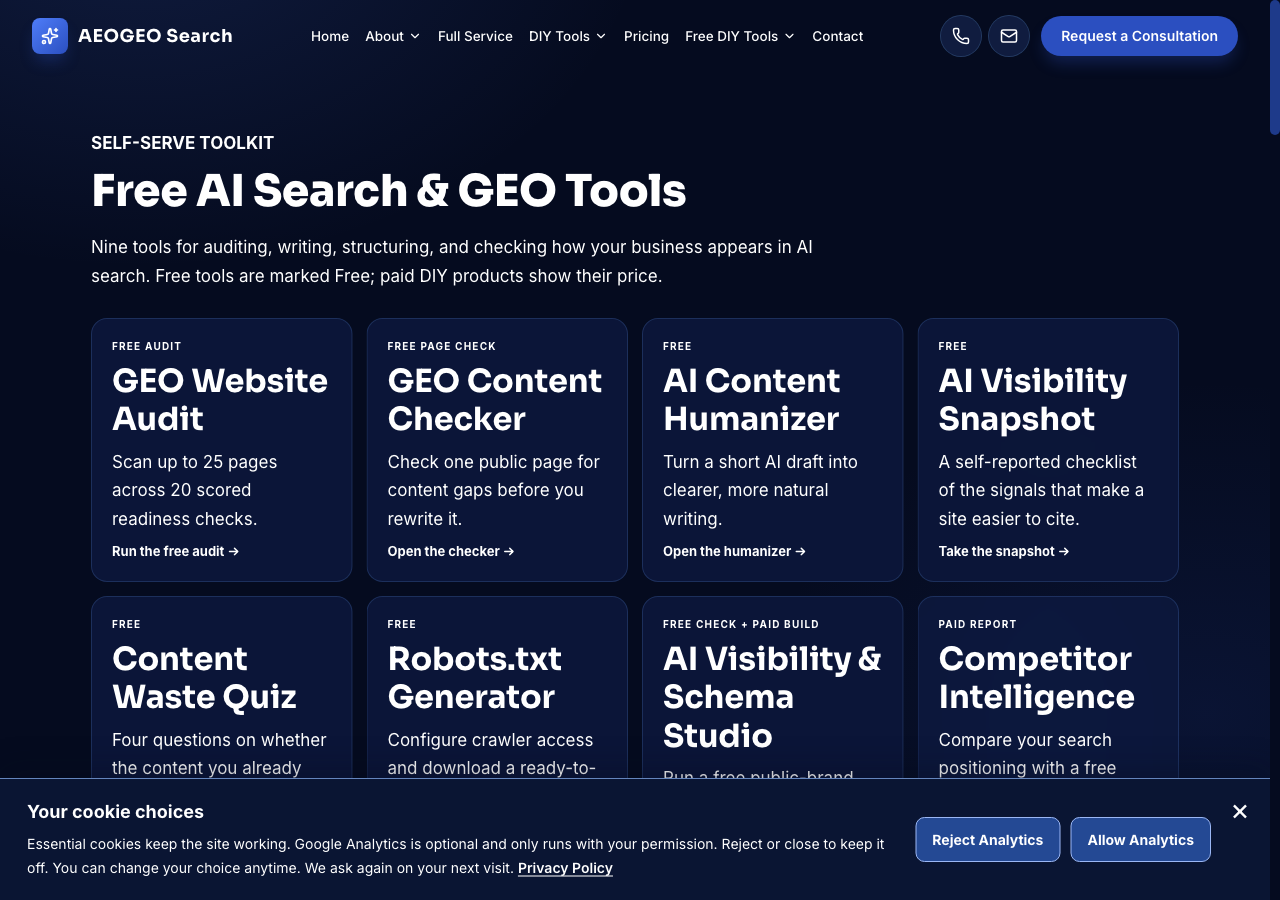 AEOGEO Search
Home
About
Full Service
DIY Tools
Pricing
Free DIY Tools
Contact
Request a Consultation
SELF-SERVE TOOLKIT
Free AI Search & GEO Tools
Nine tools for auditing, writing, structuring, and checking how your business appears in AI
search. Free tools are marked Free; paid DIY products show their price.
FREE AUDIT
GEO Website
Audit
Scan up to 25 pages
across 20 scored
readiness checks.
Run the free audit →
FREE PAGE CHECK
GEO Content
Checker
Check one public page for
content gaps before you
rewrite it.
Open the checker →
FREE
AI Content
Humanizer
Turn a short AI draft into
clearer, more natural
writing.
Open the humanizer →
FREE
AI Visibility
Snapshot
A self-reported checklist
of the signals that make a
site easier to cite.
Take the snapshot →
FREE
Content
Waste Quiz
Four questions on whether
the content you already
FREE
Robots.txt
Generator
Configure crawler access
and download a ready-to-
FREE CHECK + PAID BUILD
AI Visibility &
Schema
Studio
Run a free public-brand
PAID REPORT
Competitor
Intelligence
Compare your search
positioning with a free
Your cookie choices
Essential cookies keep the site working. Google Analytics is optional and only runs with your permission. Reject or close to keep it
off. You can change your choice anytime. We ask again on your next visit. Privacy Policy
Reject Analytics
Allow Analytics
✕